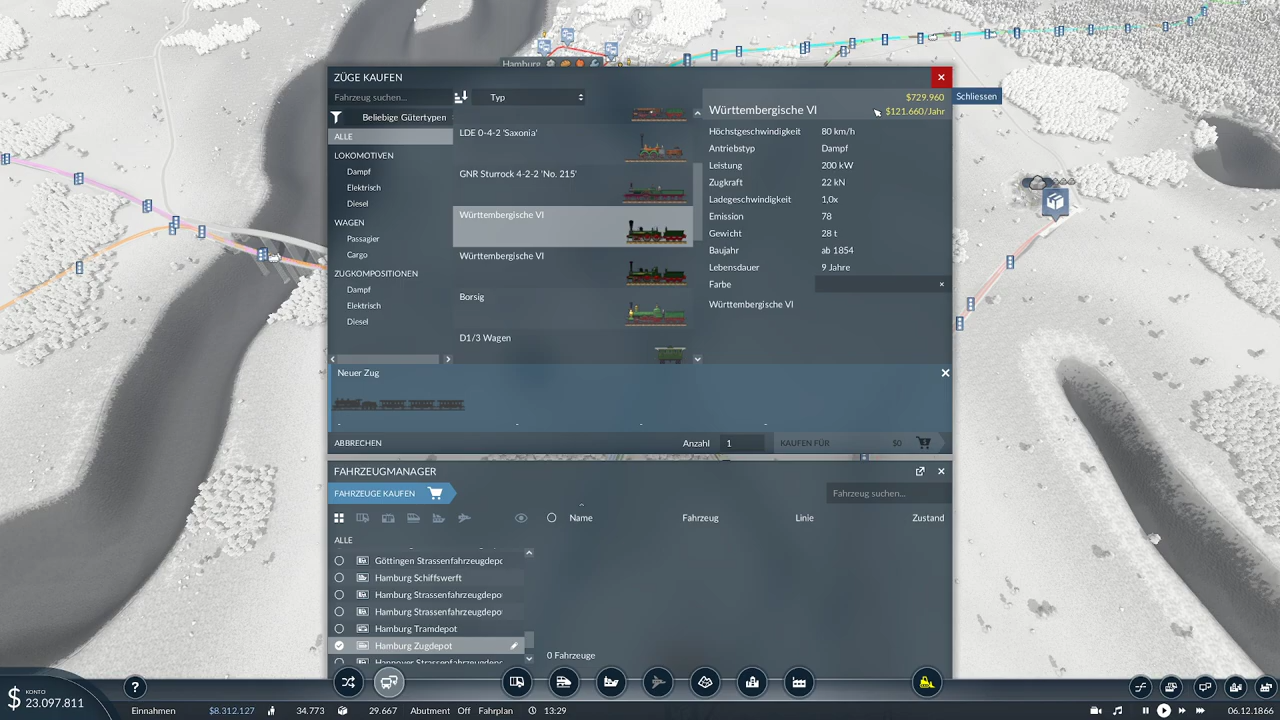 Hamburg
ZÜGE KAUFEN
Fahrzeug suchen...
Typ
Beliebige Gütertypen
ALLE
LOKOMOTIVEN
Dampf
Elektrisch
Diesel
WAGEN
Passagier
Cargo
ZUGKOMPOSITIONEN
Dampf
Elektrisch
Diesel
LDE 0-4-2 'Saxonia'
GNR Sturrock 4-2-2 'No. 215'
Württembergische VI
Württembergische VI
Borsig
D1/3 Wagen
$729.960
Württembergische VI
$121.660/Jahr
Schliessen
Höchstgeschwindigkeit 80 km/h
Antriebstyp Dampf
Leistung 200 kW
Zugkraft 22 kN
Ladegeschwindigkeit 1,0x
Emission 78
Gewicht 28 t
Baujahr ab 1854
Lebensdauer 9 Jahre
Farbe
Württembergische VI
Neuer Zug
- - - -
ABBRECHEN
Anzahl 1
KAUFEN FÜR $0
FAHRZEUGMANAGER
FAHRZEUGE KAUFEN
Fahrzeug suchen...
Name Fahrzeug Linie Zustand
ALLE
Göttingen Strassenfahrzeugdepo
Hamburg Schiffswerft
Hamburg Strassenfahrzeugdepo
Hamburg Strassenfahrzeugdepo
Hamburg Tramdepot
Hamburg Zugdepot
Hannover Strassenfahrzeugdepo
0 Fahrzeuge
?
$ KONTO
23.097.811
Einnahmen $8.312.127 34.773 29.667 Abutment Off Fahrplan 13:29 06.12.1866